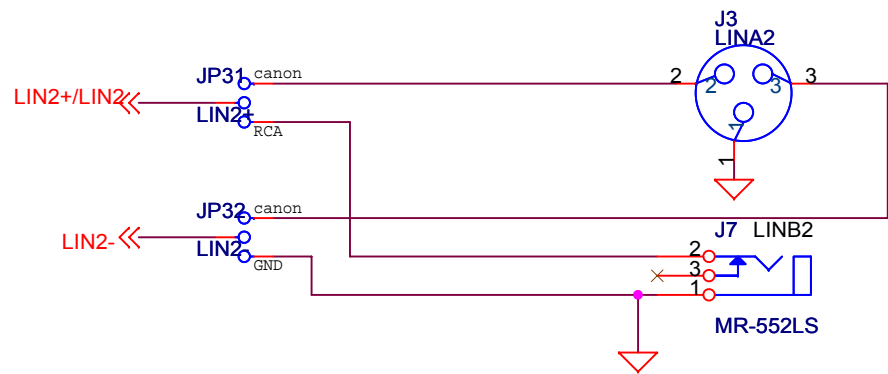 J3
LINA2
JP31 canon
2
2
3
3
LIN2+/LIN2
LIN2+
RCA
1
1
JP32 canon
J7 LINB2
LIN2-
LIN2-
GND
2
3
1
MR-552LS